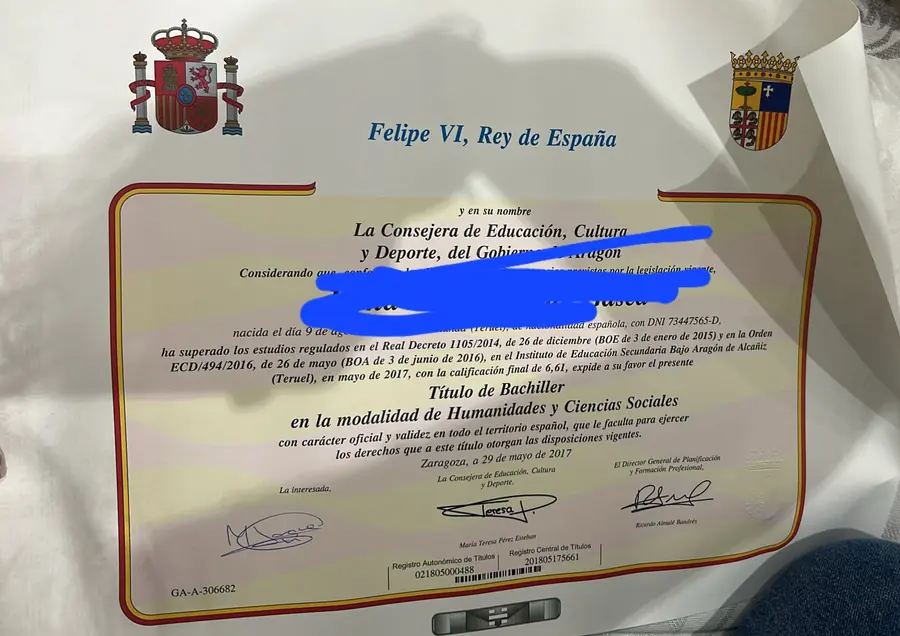 Felipe VI, Rey de España
y en su nombre
La Consejera de Educación, Cultura
y Deporte, del Gobierno de Aragón
Considerando que, previstas por la legislación vigente,
nacida el día 9 de (Teruel), de nacionalidad española, con DNI 73447565-D,
ha superado los estudios regulados en el Real Decreto 1105/2014, de 26 de diciembre (BOE de 3 de enero de 2015) y en la Orden
ECD/494/2016, de 26 de mayo (BOA de 3 de junio de 2016), en el Instituto de Educación Secundaria Bajo Aragón de Alcañiz
(Teruel), en mayo de 2017, con la calificación final de 6,61, expide a su favor el presente
Título de Bachiller
en la modalidad de Humanidades y Ciencias Sociales
con carácter oficial y validez en todo el territorio español, que le faculta para ejercer
los derechos que a este título otorgan las disposiciones vigentes.
Zaragoza, a 29 de mayo de 2017
La interesada,
La Consejera de Educación, Cultura
y Deporte,
El Director General de Planificación
y Formación Profesional,
Teresa P.
María Teresa Pérez Esteban
Ricardo Almalé Bandrés
Registro Autonómico de Títulos
021805000488
Registro Central de Títulos
201805175661
GA-A-306682